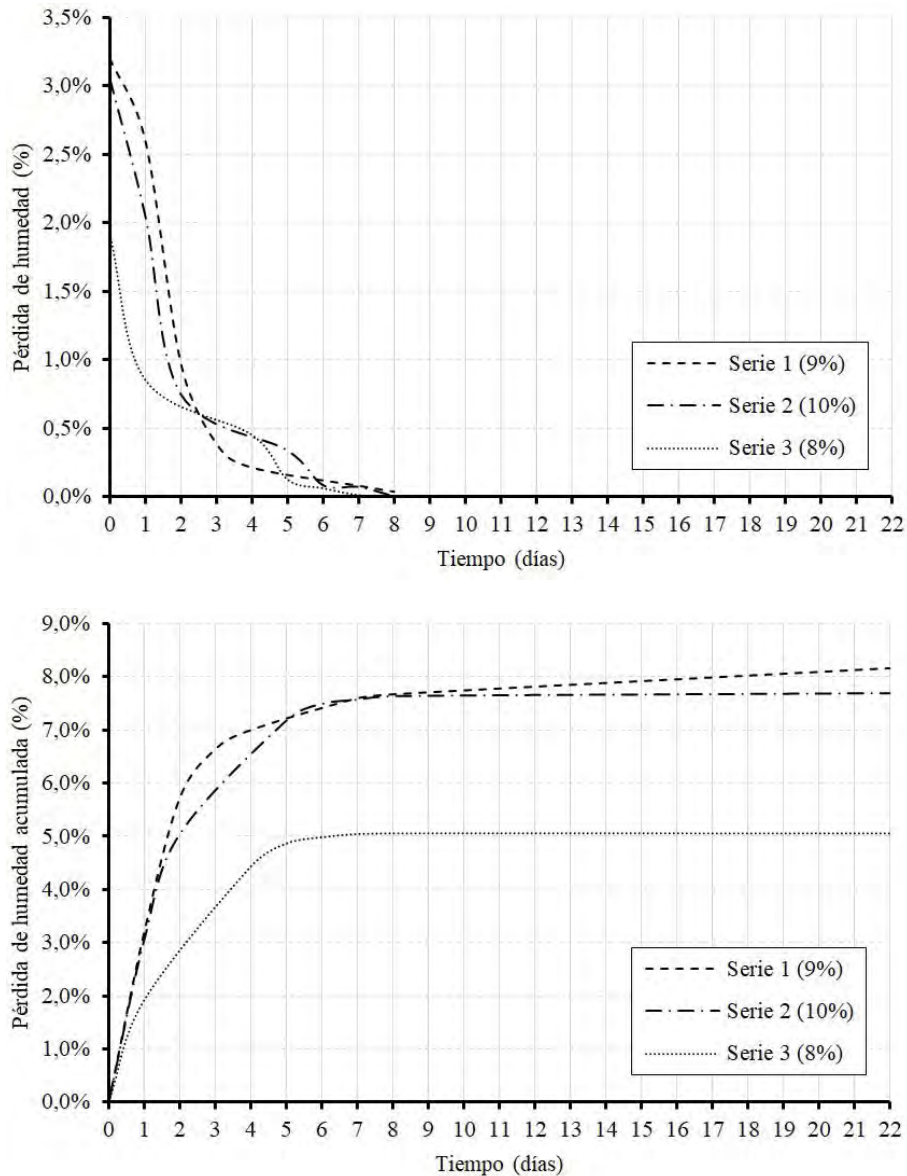 3,5%
3,0%
2,5%
2,0%
1,5%
1,0%
0,5%
0,0%
Pérdida de humedad (%)
0 1 2 3 4 5 6 7 8 9 10 11 12 13 14 15 16 17 18 19 20 21 22
Tiempo (días)
Serie 1 (9%)
Serie 2 (10%)
Serie 3 (8%)
9,0%
8,0%
7,0%
6,0%
5,0%
4,0%
3,0%
2,0%
1,0%
0,0%
Pérdida de humedad acumulada (%)
0 1 2 3 4 5 6 7 8 9 10 11 12 13 14 15 16 17 18 19 20 21 22
Tiempo (días)
Serie 1 (9%)
Serie 2 (10%)
Serie 3 (8%)